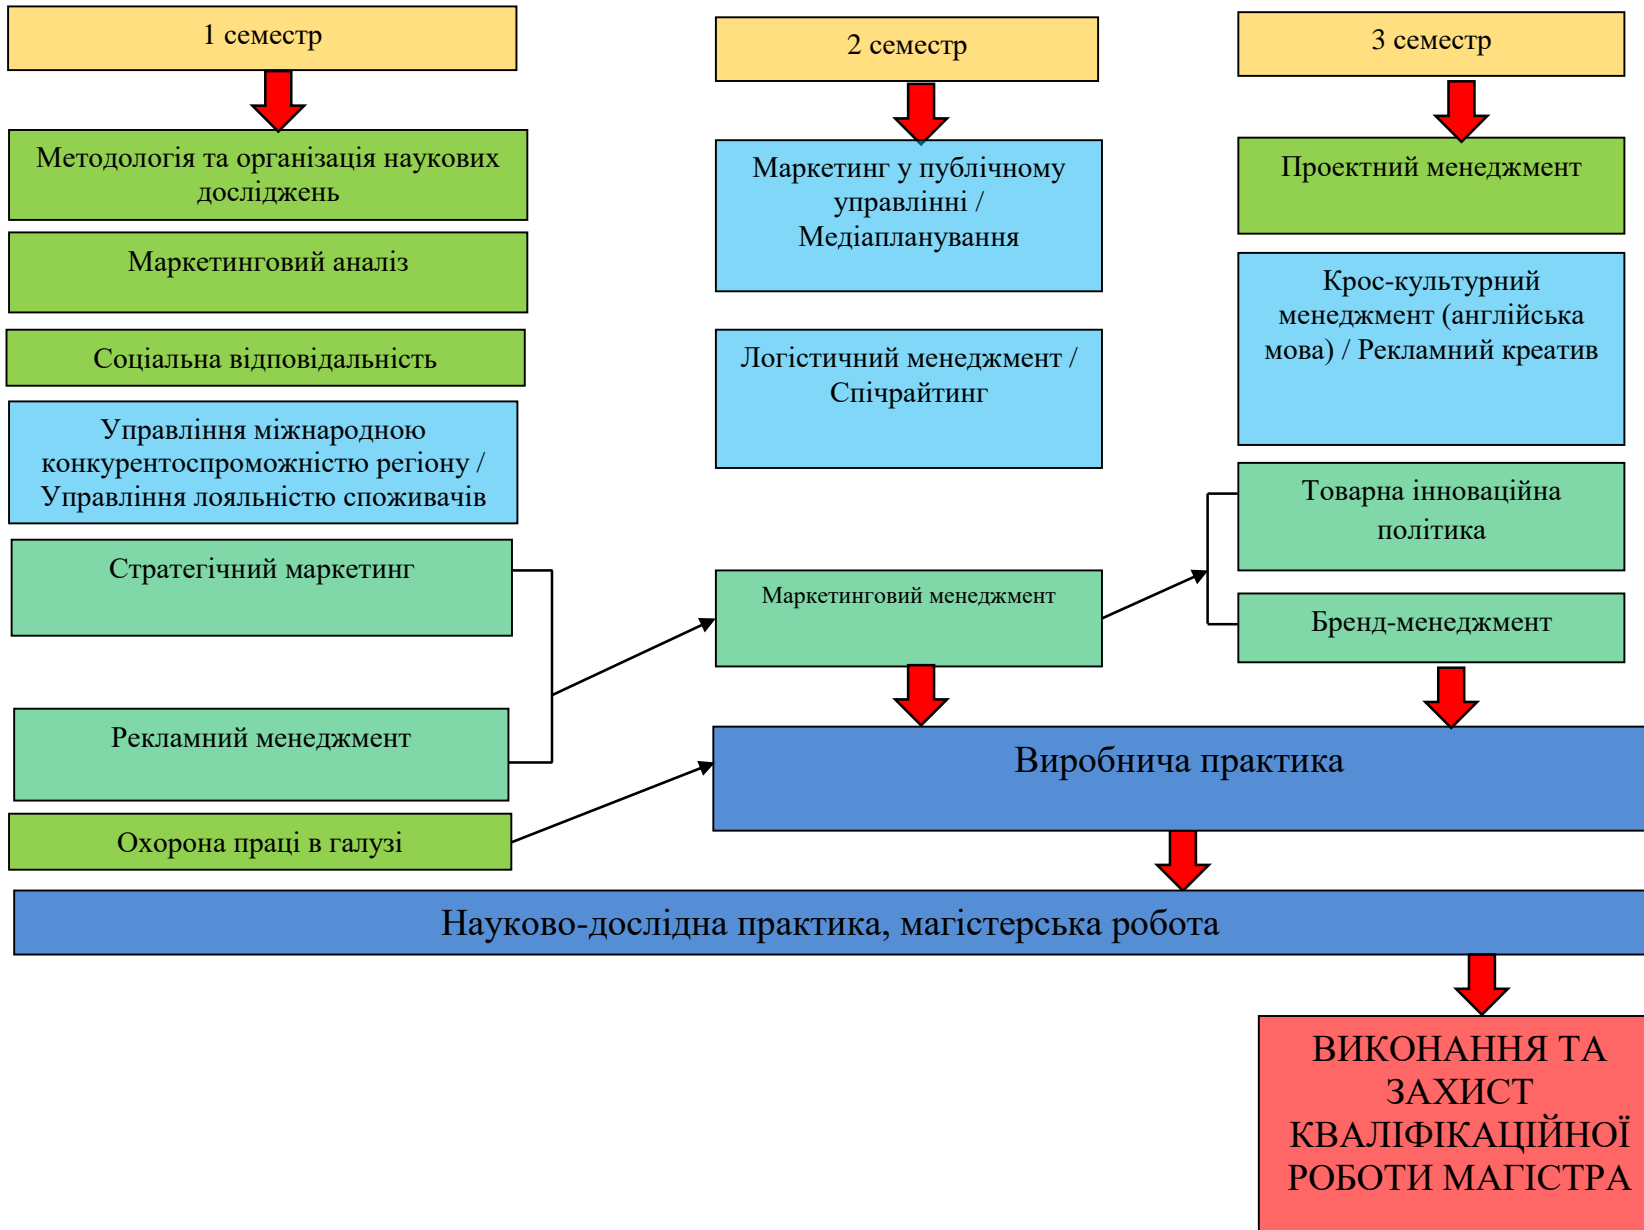 1 семестр
Методологія та організація наукових
досліджень
Маркетинговий аналіз
Соціальна відповідальність
Управління міжнародною
конкурентоспроможністю регіону /
Управління лояльністю споживачів
Стратегічний маркетинг
Рекламний менеджмент
Охорона праці в галузі
2 семестр
Маркетинг у публічному
управлінні /
Медіапланування
Логістичний менеджмент /
Спічрайтинг
Маркетинговий менеджмент
3 семестр
Проектний менеджмент
Крос-культурний
менеджмент (англійська
мова) / Рекламний креатив
Товарна інноваційна
політика
Бренд-менеджмент
Виробнича практика
Науково-дослідна практика, магістерська робота
ВИКОНАННЯ ТА
ЗАХИСТ
КВАЛІФІКАЦІЙНОЇ
РОБОТИ МАГІСТРА